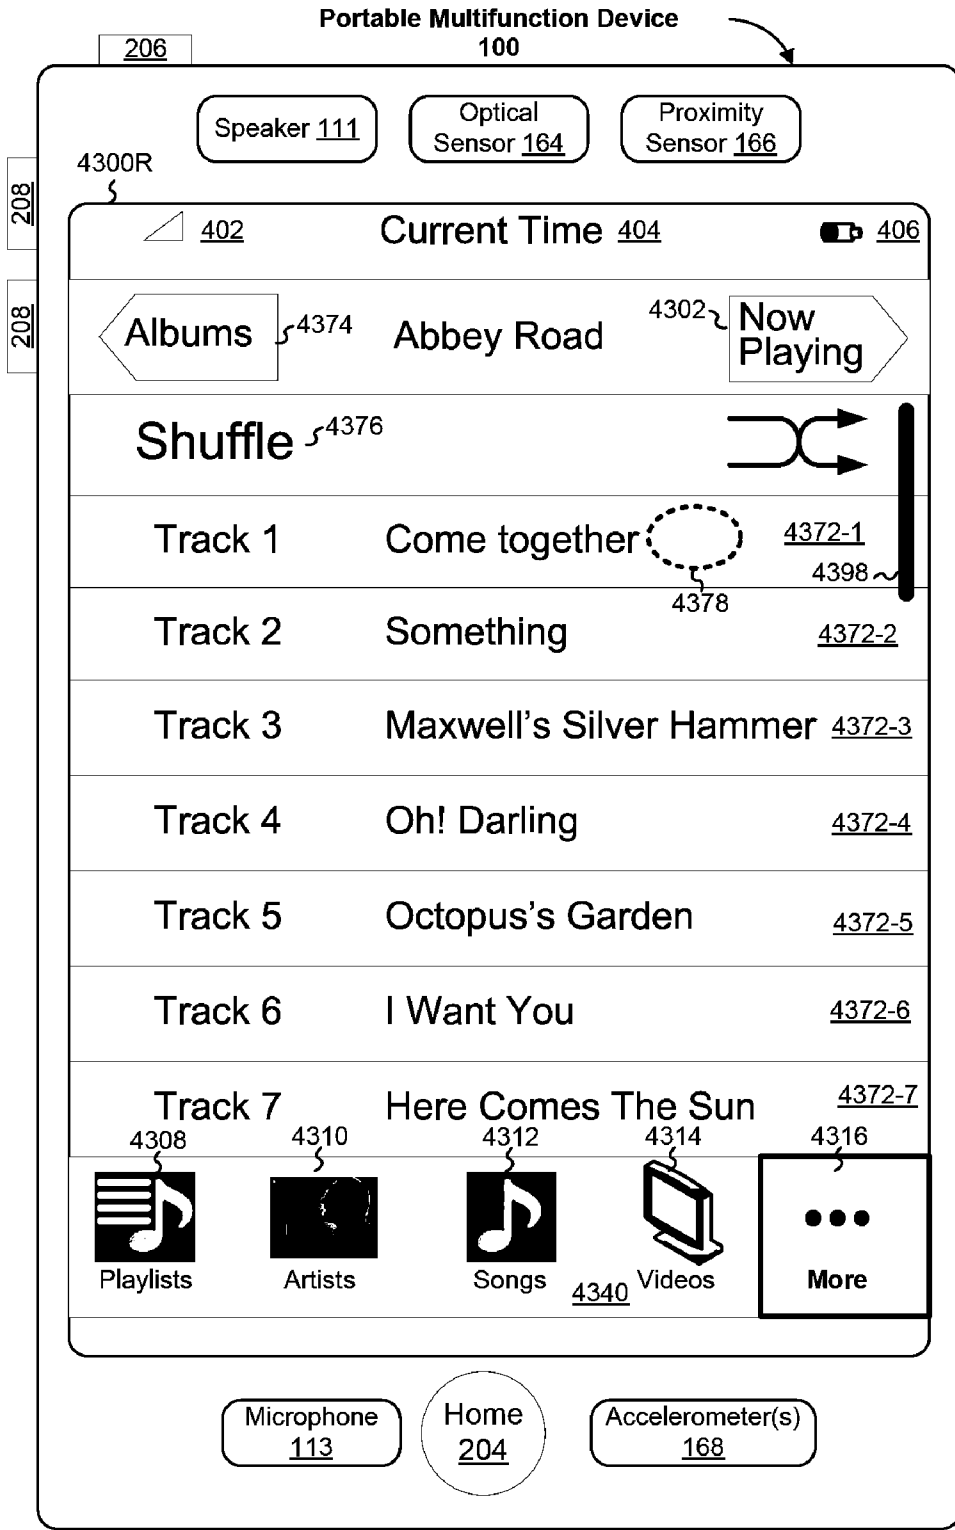 Portable Multifunction Device
100
206
Speaker 111
Optical
Sensor 164
Proximity
Sensor 166
4300R
208
208
402
Current Time 404
406
Albums
4374
Abbey Road
4302
Now
Playing
Shuffle
4376
Track 1
Come together
4372-1
4398
4378
Track 2
Something
4372-2
Track 3
Maxwell's Silver Hammer
4372-3
Track 4
Oh! Darling
4372-4
Track 5
Octopus's Garden
4372-5
Track 6
I Want You
4372-6
Track 7
Here Comes The Sun
4372-7
4308
4310
4312
4314
4316
Playlists
Artists
Songs
Videos
More
4340
Microphone
113
Home
204
Accelerometer(s)
168